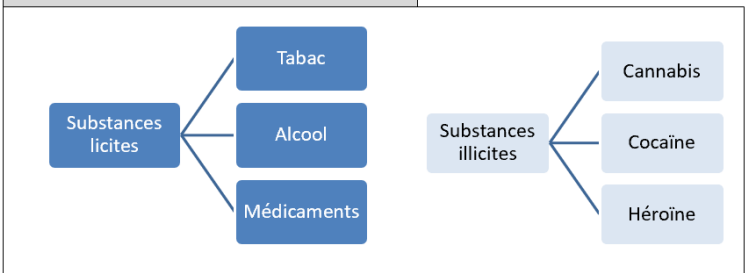 Substances
licites
Tabac
Alcool
Médicaments
Substances
illicites
Cannabis
Cocaïne
Héroïne